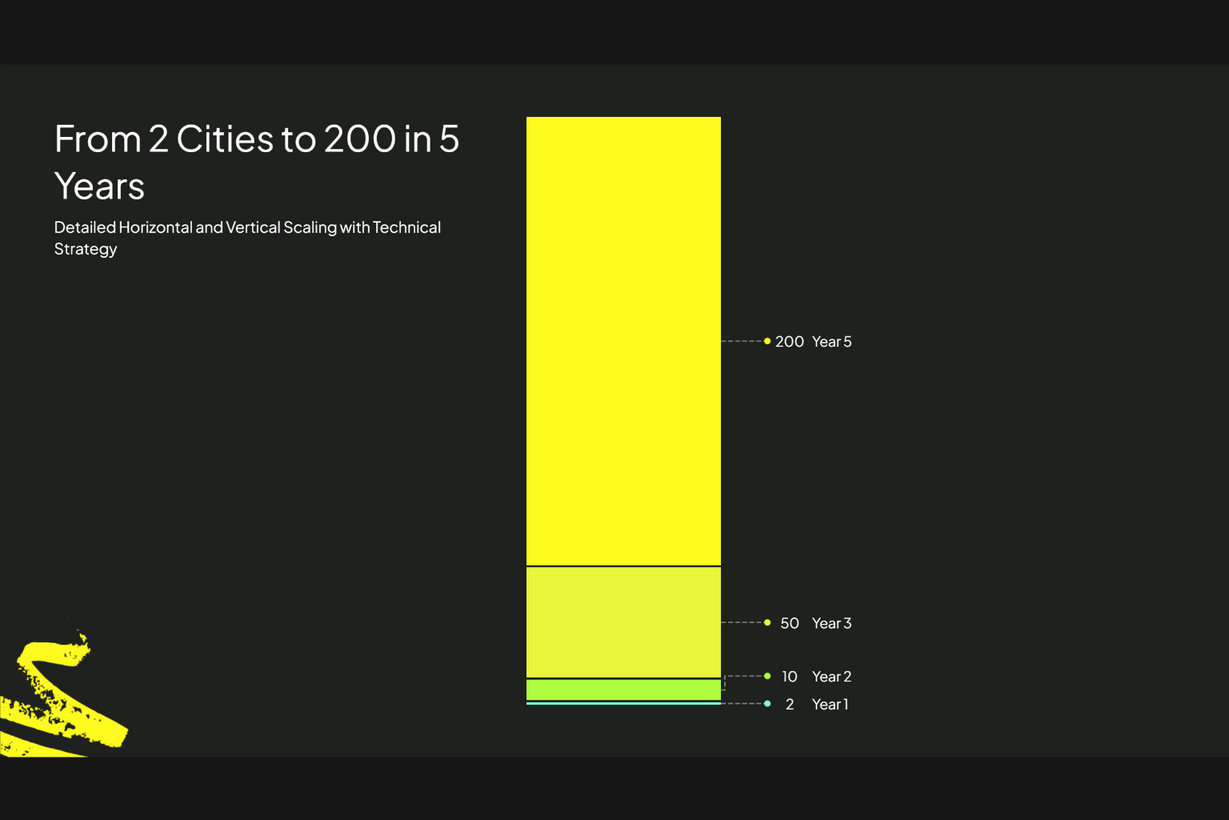 From 2 Cities to 200 in 5
Years
Detailed Horizontal and Vertical Scaling with Technical
Strategy
200 Year 5
50 Year 3
10 Year 2
2 Year 1